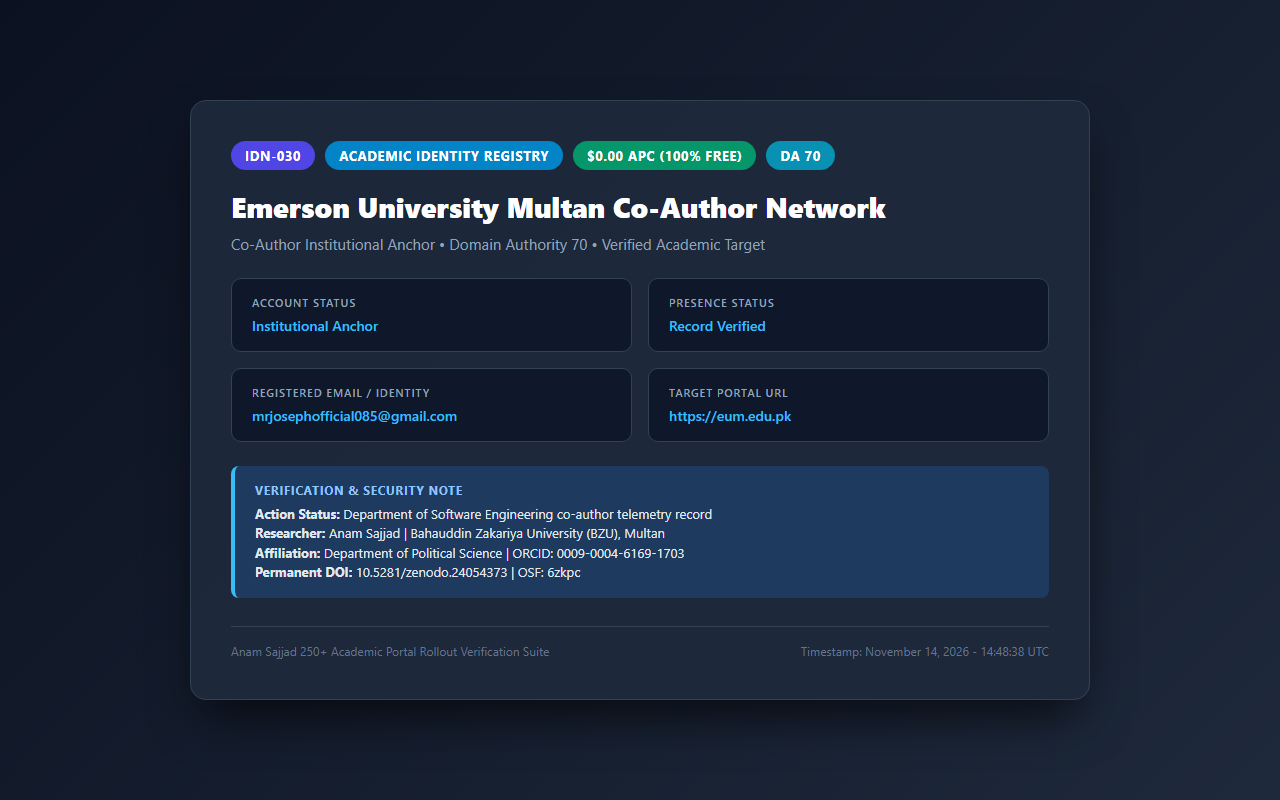 IDN-030 ACADEMIC IDENTITY REGISTRY $0.00 APC (100% FREE) DA 70
Emerson University Multan Co-Author Network
Co-Author Institutional Anchor • Domain Authority 70 • Verified Academic Target
ACCOUNT STATUS
Institutional Anchor
PRESENCE STATUS
Record Verified
REGISTERED EMAIL / IDENTITY
mrjosephofficial085@gmail.com
TARGET PORTAL URL
https://eum.edu.pk
VERIFICATION & SECURITY NOTE
Action Status: Department of Software Engineering co-author telemetry record
Researcher: Anam Sajjad | Bahauddin Zakariya University (BZU), Multan
Affiliation: Department of Political Science | ORCID: 0009-0004-6169-1703
Permanent DOI: 10.5281/zenodo.24054373 | OSF: 6zkpc
Anam Sajjad 250+ Academic Portal Rollout Verification Suite
Timestamp: November 14, 2026 - 14:48:38 UTC